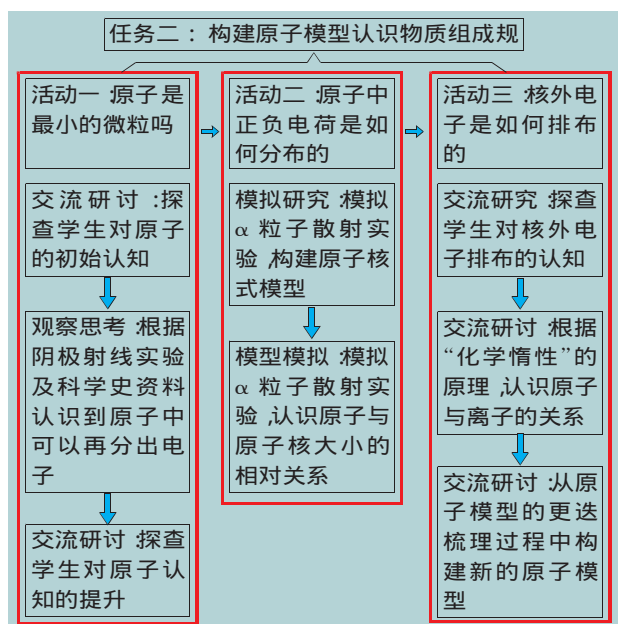 任务二：构建原子模型认识物质组成规
活动一:原子是
最小的微粒吗
交流研讨:探
查学生对原子
的初始认知
观察思考:根据
阴极射线实验
及科学史资料
认识到原子中
可以再分出电
子
交流研讨:探查
学生对原子认
知的提升
活动二:原子中
正负电荷是如
何分布的
模拟研究:模拟
α粒子散射实
验,构建原子核
式模型
模型模拟:模拟
α粒子散射实
验,认识原子与
原子核大小的
相对关系
活动三:核外电
子是如何排布
的
交流研究:探查
学生对核外电
子排布的认知
交流研讨:根据
“化学惰性”的
原理,认识原子
与离子的关系
交流研讨:从原
子模型的更迭
梳理过程中构
建新的原子模
型